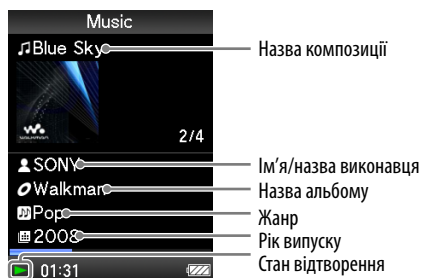 Music
Blue Sky
Назва композиції
WALKMAN
2/4
SONY
Ім'я/назва виконавця
Walkman
Назва альбому
Pop
Жанр
2008
Рік випуску
Стан відтворення
01:31